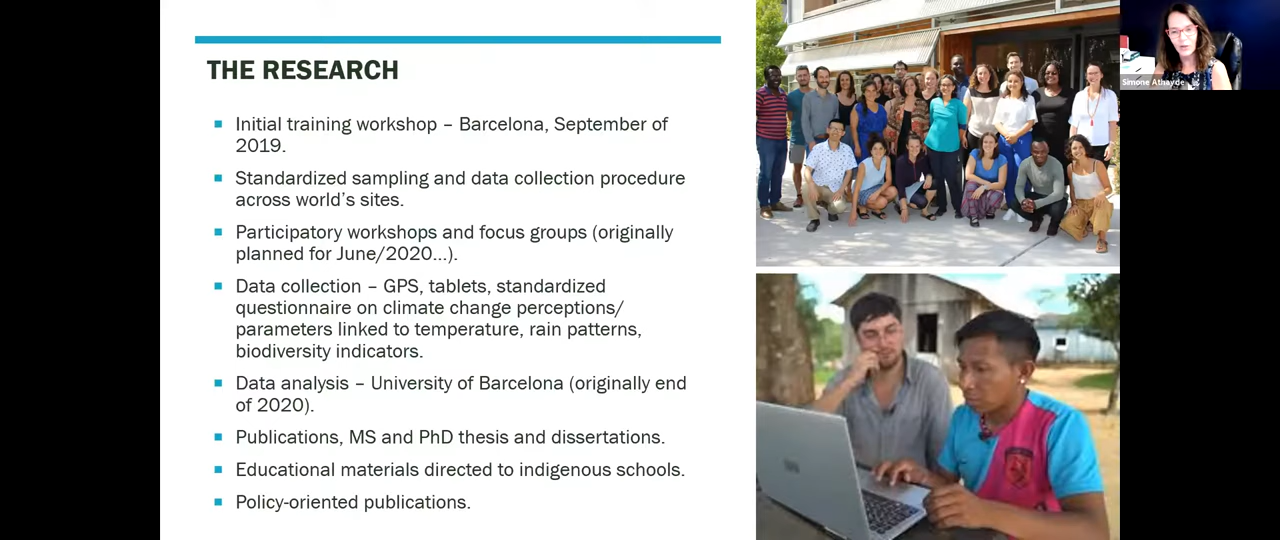 THE RESEARCH
Initial training workshop – Barcelona, September of
2019.
Standardized sampling and data collection procedure
across world's sites.
Participatory workshops and focus groups (originally
planned for June/2020...).
Data collection – GPS, tablets, standardized
questionnaire on climate change perceptions/
parameters linked to temperature, rain patterns,
biodiversity indicators.
Data analysis – University of Barcelona (originally end
of 2020).
Publications, MS and PhD thesis and dissertations.
Educational materials directed to indigenous schools.
Policy-oriented publications.
Simone Athayde